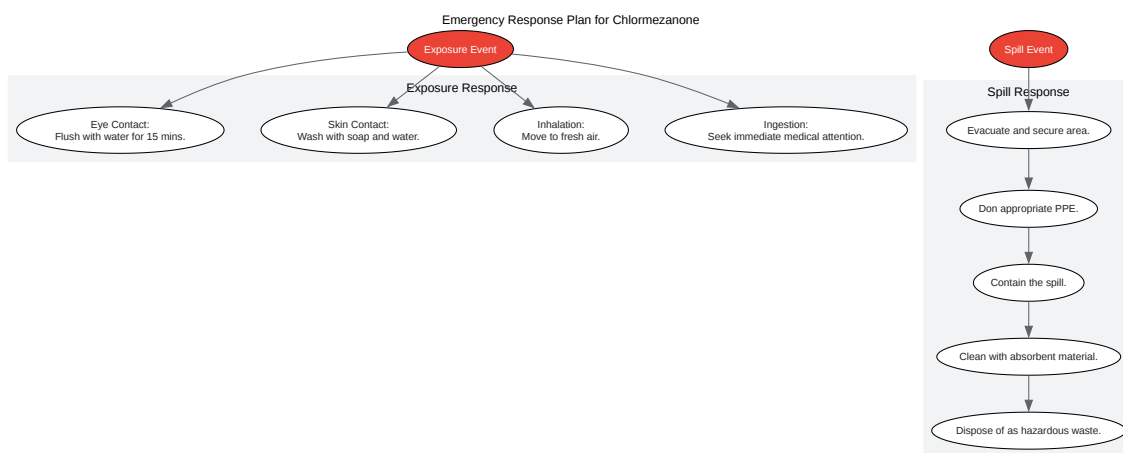 Emergency Response Plan for Chlormezanone
Exposure Event
Exposure Response
Eye Contact:
Flush with water for 15 mins.
Skin Contact:
Wash with soap and water.
Inhalation:
Move to fresh air.
Ingestion:
Seek immediate medical attention.
Spill Event
Spill Response
Evacuate and secure area.
Don appropriate PPE.
Contain the spill.
Clean with absorbent material.
Dispose of as hazardous waste.